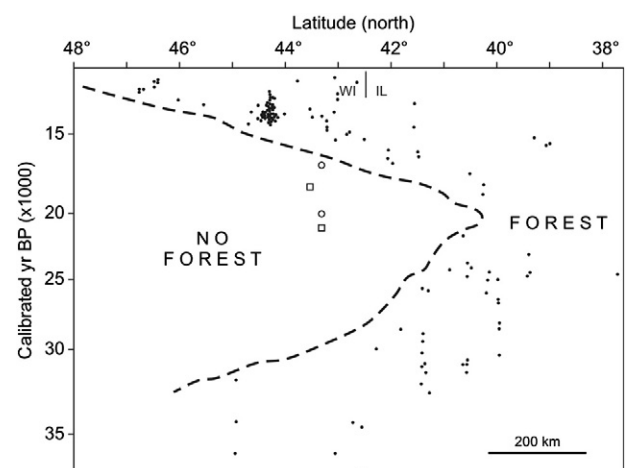 Latitude (north)
48° 46° 44° 42° 40° 38°
WI IL
15
20
25
30
35
Calibrated yr BP (x1000)
NO
FOREST
FOREST
200 km